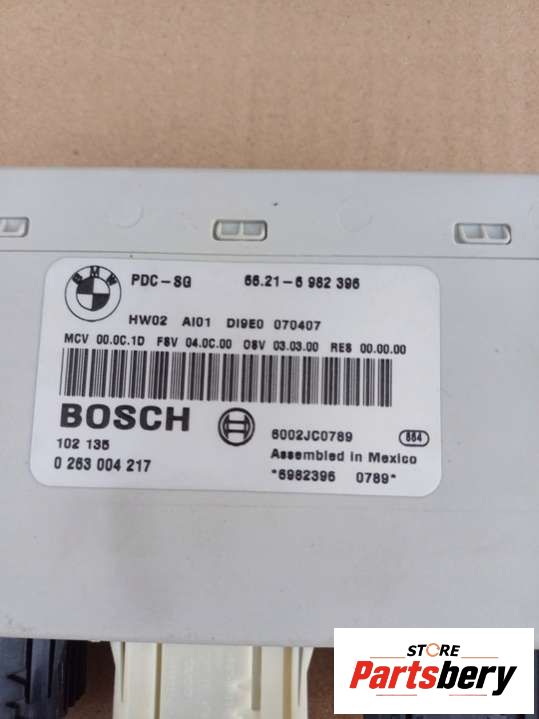 BMW
PDC-SG 66.21-6 982 396
HW02 AI01 DI9E0 070407
MCV 00.0C.1D FSV 04.0C.00 OSV 03.03.00 RES 00.00.00
BOSCH
6002JC0789 884
102 135
Assembled in Mexico
0 263 004 217
*6982396 0789*
STORE
Partsbery